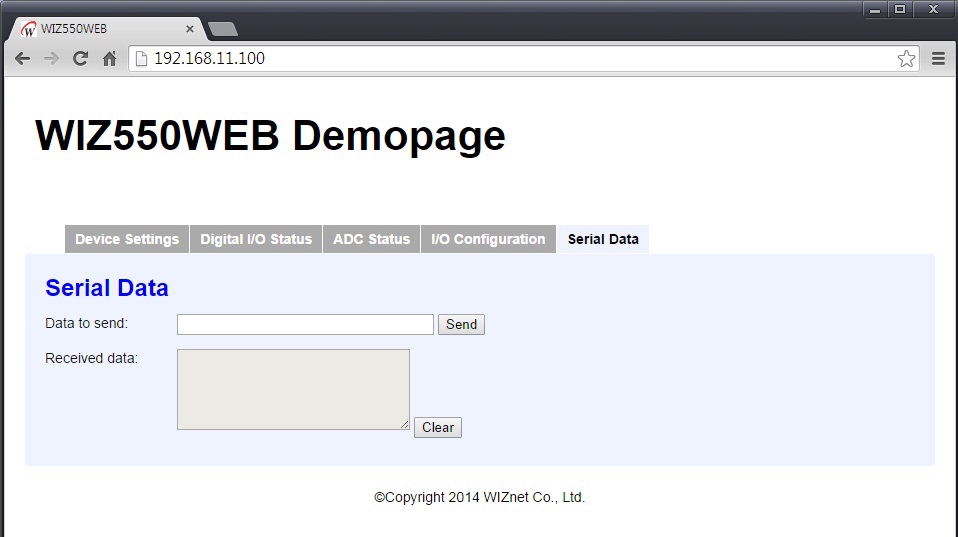 WIZ550WEB
192.168.11.100
WIZ550WEB Demopage
Device Settings Digital I/O Status ADC Status I/O Configuration Serial Data
Serial Data
Data to send: Send
Received data:
Clear
©Copyright 2014 WIZnet Co., Ltd.